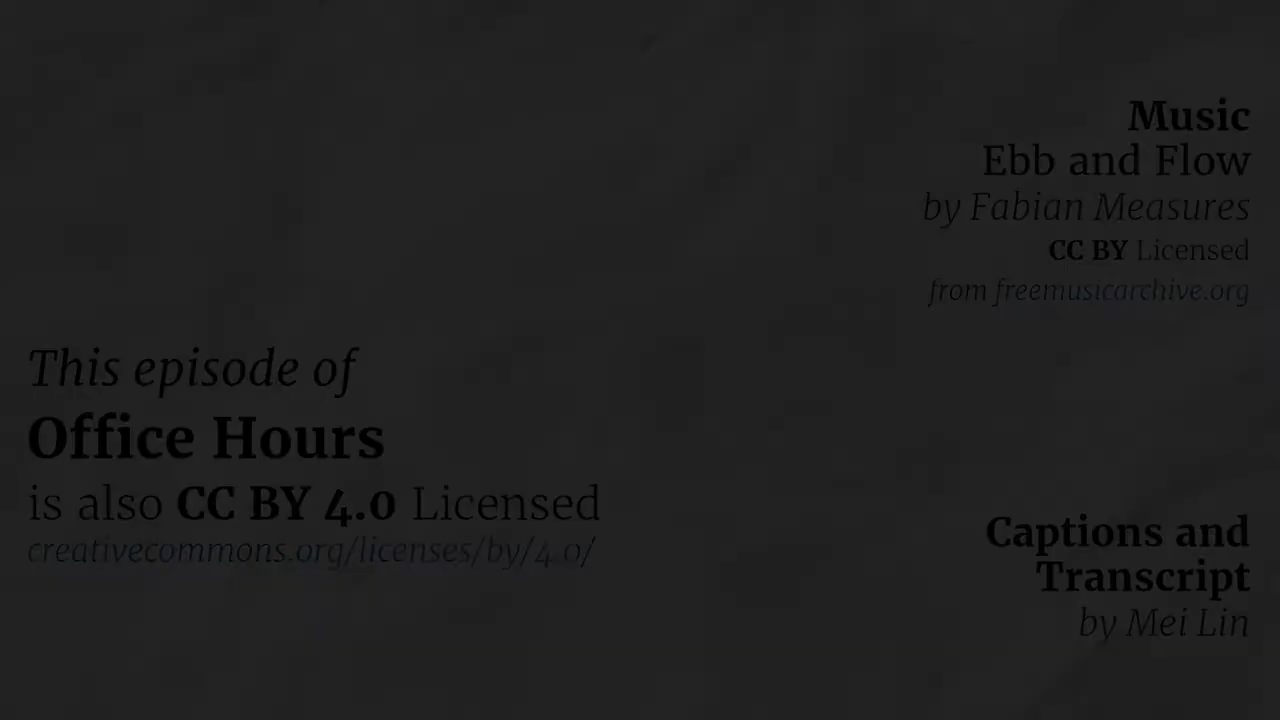 Music
Ebb and Flow
by Fabian Measures
CC BY Licensed
from freemusicarchive.org
This episode of
Office Hours
is also CC BY 4.0 Licensed
creativecommons.org/licenses/by/4.0/
Captions and
Transcript
by Mei Lin